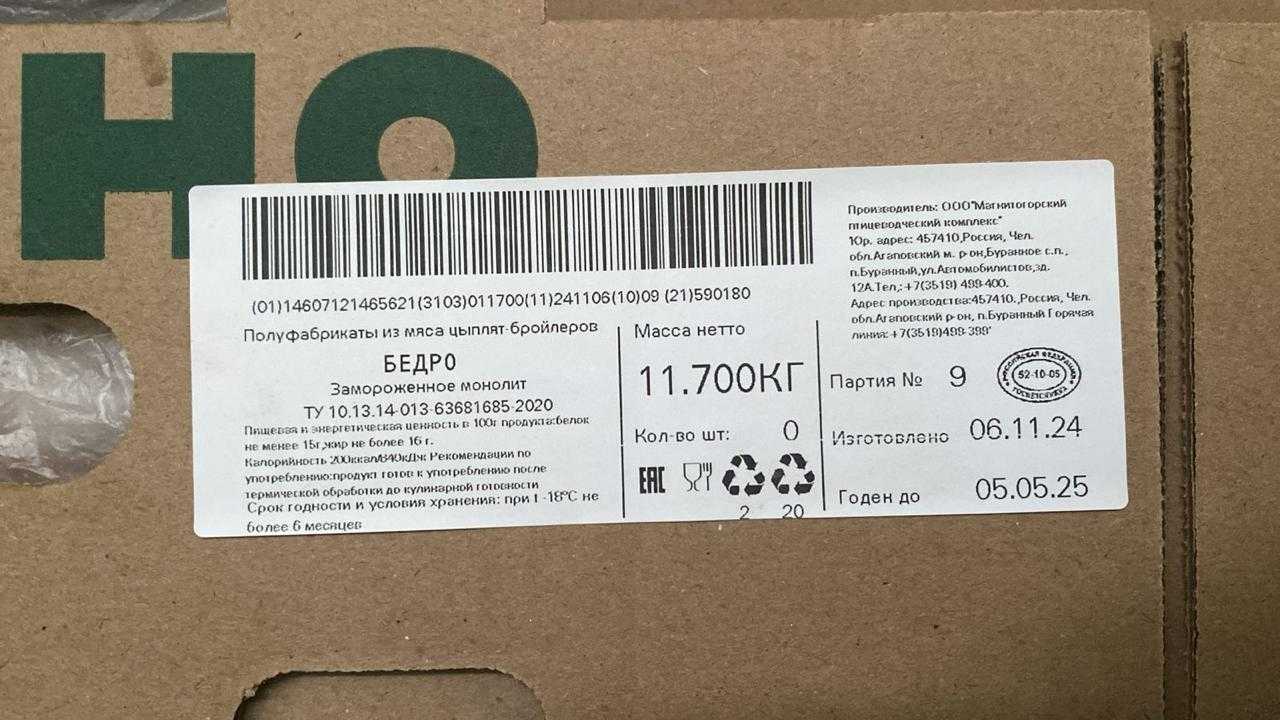 НО
(01)14607121465621(3103)011700(11)241106(10)09 (21)590180
Полуфабрикаты из мяса цыплят-бройлеров
БЕДРО
Замороженное монолит
ТУ 10.13.14-013-63681685-2020
Пищевая и энергетическая ценность в 100г продукта:белок
не менее 15г,жир не более 16 г.
Калорийность 200ккал/840кДж Рекомендации по
употреблению:продукт готов к употреблению после
термической обработки до кулинарной готовности
Срок годности и условия хранения: при t -18°С не
более 6 месяцев
Масса нетто
11.700КГ
Кол-во шт: 0
EAC
2 20
Производитель: ООО"Магнитогорский
птицеводческий комплекс"
Юр. адрес: 457410,Россия, Чел.
обл.Агаповский м. р-он,Буранное с.п.,
п.Буранный,ул.Автомобилистов,зд.
12А.Тел,:+7(3519) 499-400.
Адрес производства:457410.,Россия, Чел.
обл.Агаповский р-он, п.Буранный Горячая
линия:+7(3519)499-399'
Партия № 9
РОССИЙСКАЯ ФЕДЕРАЦИЯ
52-10-05
ГОСВЕТСЛУЖБА
Изготовлено 06.11.24
Годен до 05.05.25